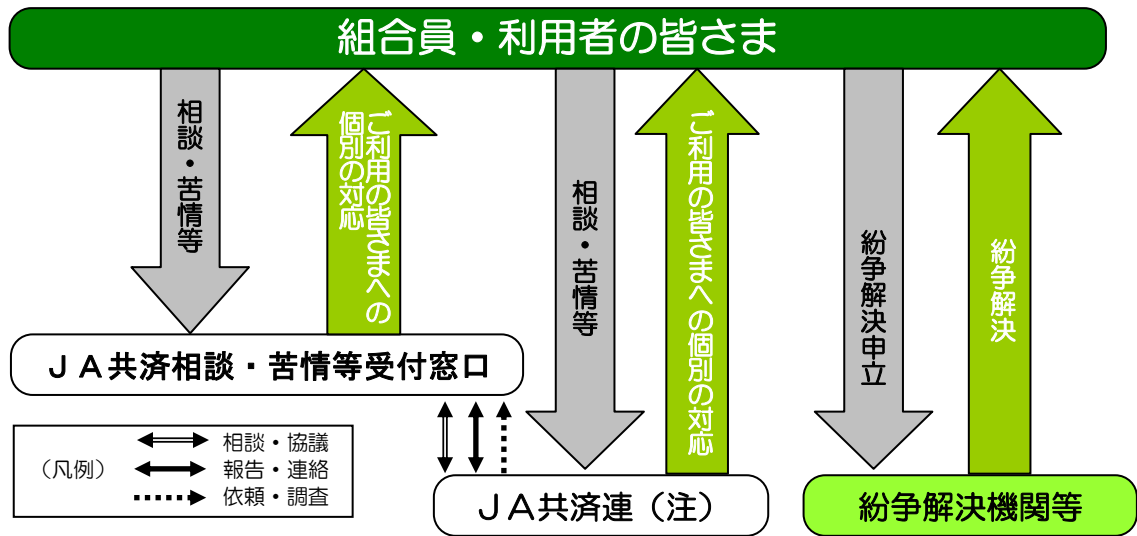 組合員・利用者の皆さま
相談・苦情等
ご利用の皆さまへの
個別の対応
相談・苦情等
ご利用の皆さまへの個別の対応
紛争解決申立
紛争解決
ＪＡ共済相談・苦情等受付窓口
（凡例）
相談・協議
報告・連絡
依頼・調査
ＪＡ共済連（注）
紛争解決機関等